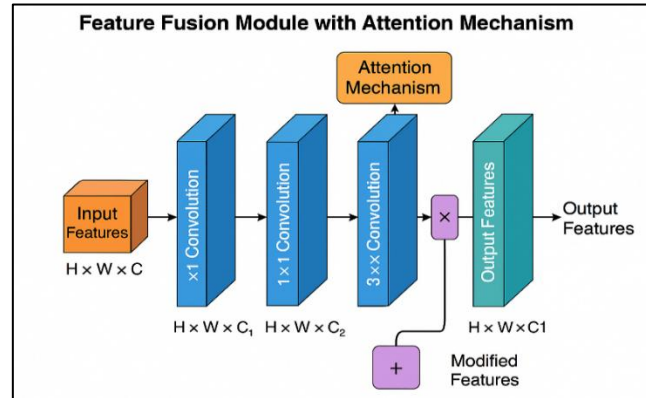 Feature Fusion Module with Attention Mechanism
Attention
Mechanism
Input
Features
H × W × C
×1 Convolution
H × W × C₁
1×1 Convolution
H × W × C₂
3×× Convolution
×
+
Modified
Features
Output Features
H × W × C1
Output
Features